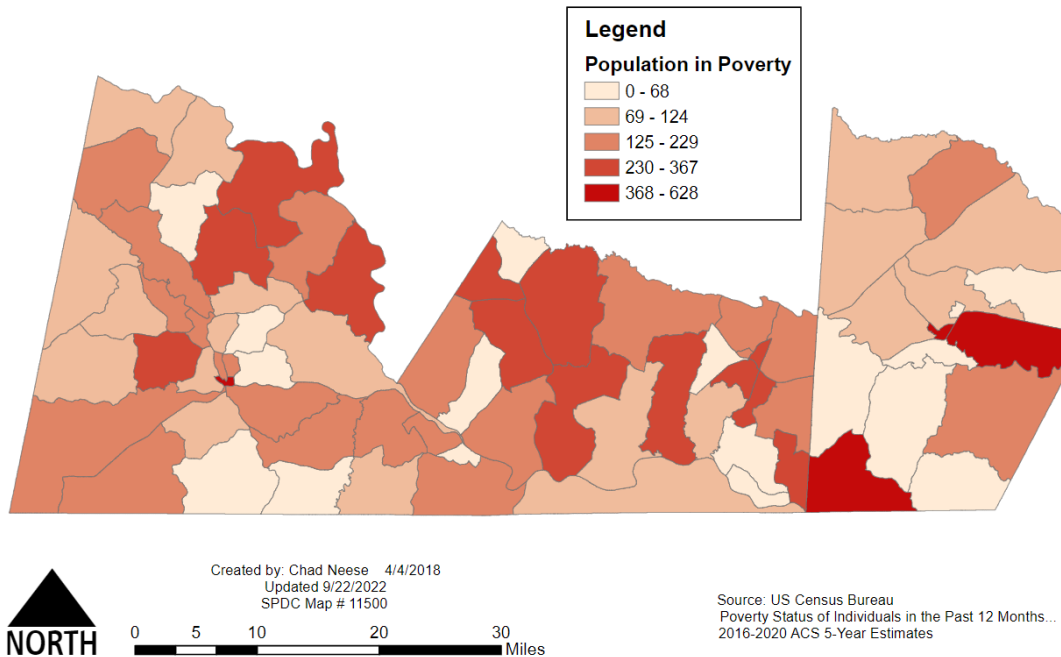 Legend
Population in Poverty
0 - 68
69 - 124
125 - 229
230 - 367
368 - 628
Created by: Chad Neese 4/4/2018
Updated 9/22/2022
SPDC Map # 11500
NORTH
0 5 10 20 30
Miles
Source: US Census Bureau
Poverty Status of Individuals in the Past 12 Months...
2016-2020 ACS 5-Year Estimates